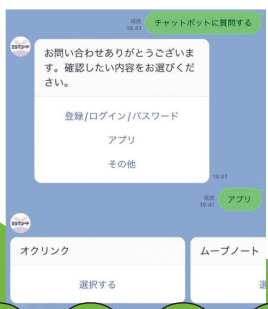 既読
18:41
チャットボットに質問する
お問い合わせありがとうございま
す。確認したい内容をお選びくだ
さい。
登録/ログイン/パスワード
アプリ
その他
18:41
既読
18:41
アプリ
オクリンク
ムーブノート
選択する
選